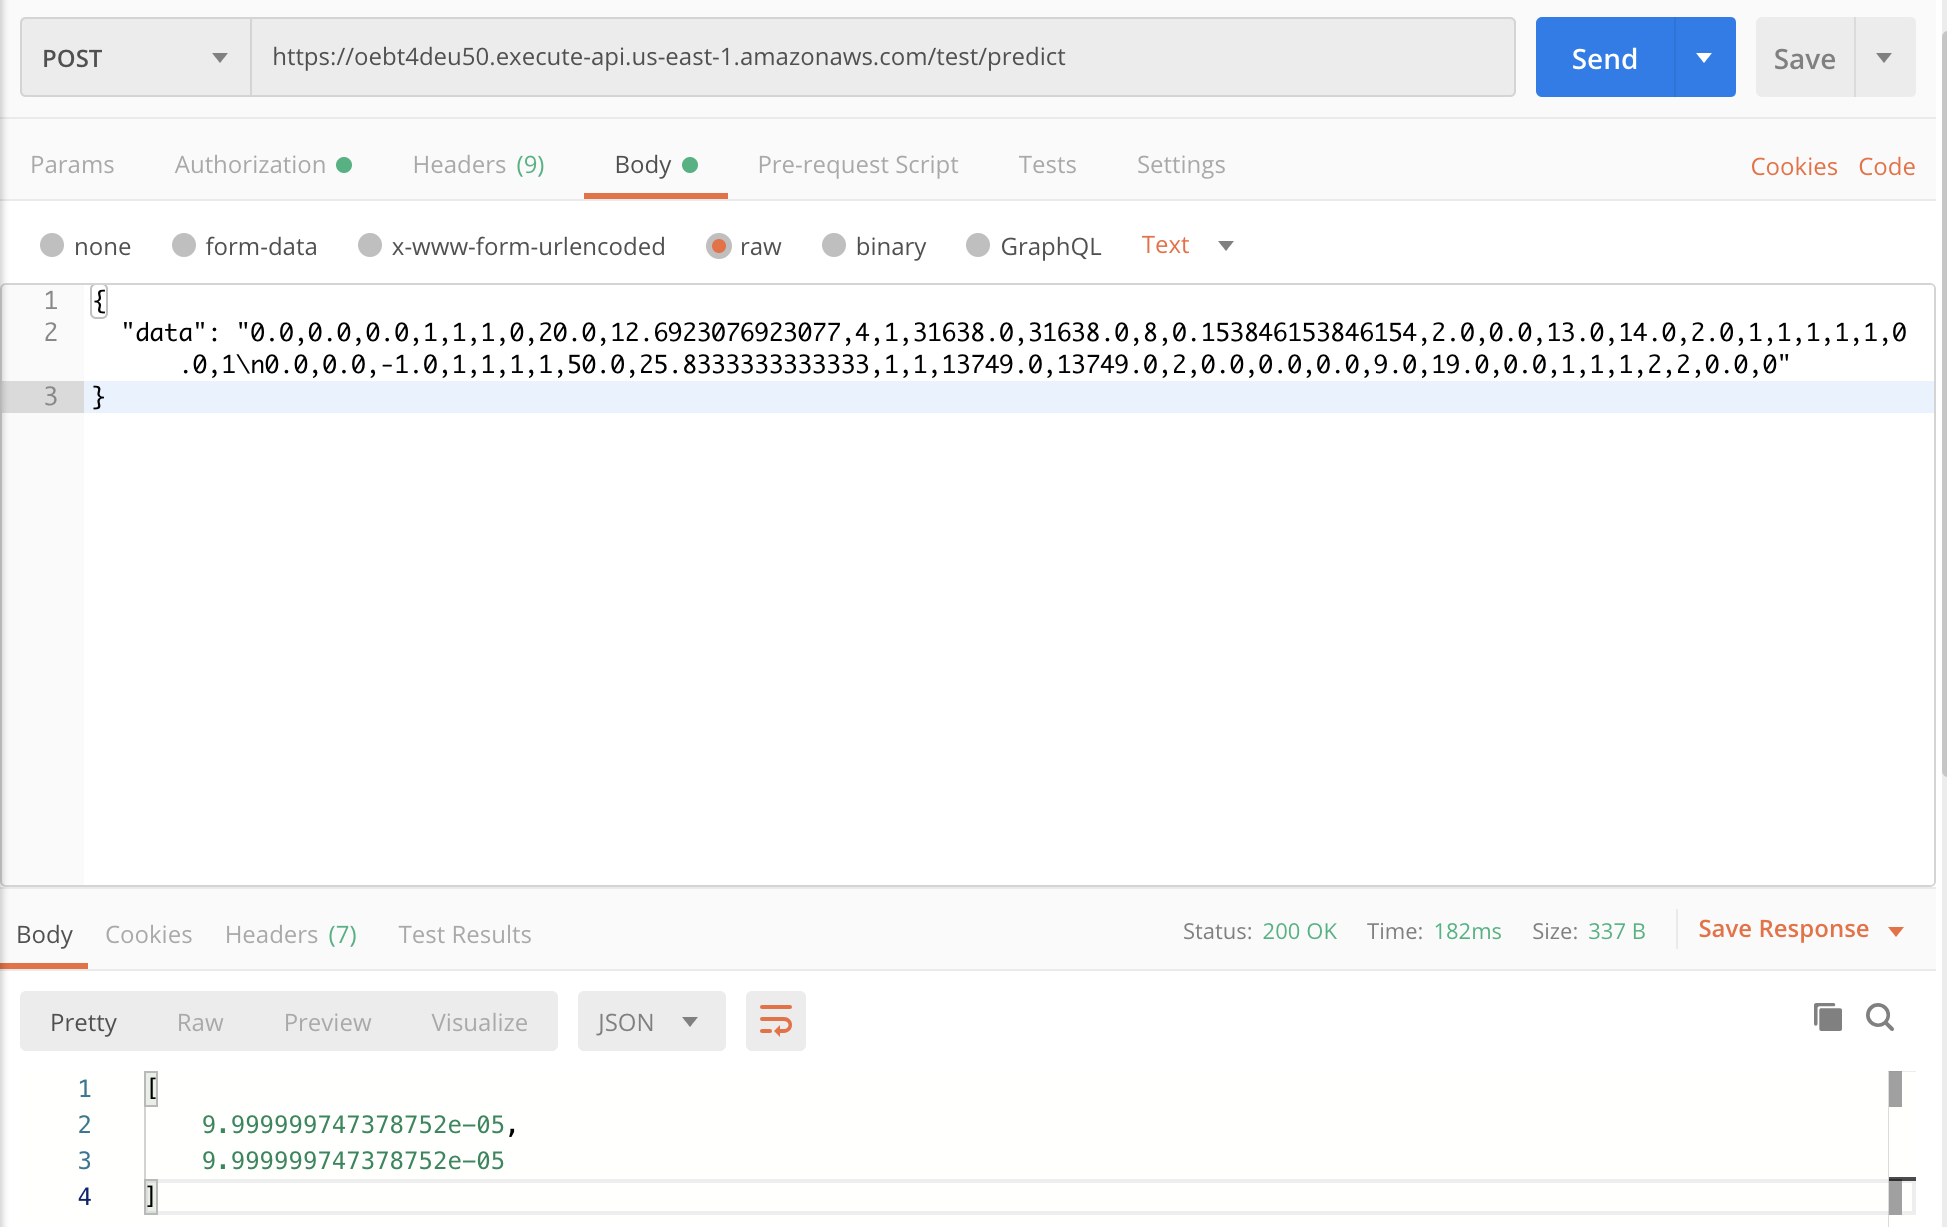 POST https://oebt4deu50.execute-api.us-east-1.amazonaws.com/test/predict Send Save
Params Authorization Headers (9) Body Pre-request Script Tests Settings Cookies Code
none form-data x-www-form-urlencoded raw binary GraphQL Text
1 {
2 "data": "0.0,0.0,0.0,1,1,1,0,20.0,12.6923076923077,4,1,31638.0,31638.0,8,0.153846153846154,2.0,0.0,13.0,14.0,2.0,1,1,1,1,1,0
.0,1\n0.0,0.0,-1.0,1,1,1,1,50.0,25.8333333333333,1,1,13749.0,13749.0,2,0.0,0.0,0.0,9.0,19.0,0.0,1,1,1,2,2,0.0,0"
3 }
Body Cookies Headers (7) Test Results Status: 200 OK Time: 182ms Size: 337 B Save Response
Pretty Raw Preview Visualize JSON
1 [
2 9.999999747378752e-05,
3 9.999999747378752e-05
4 ]